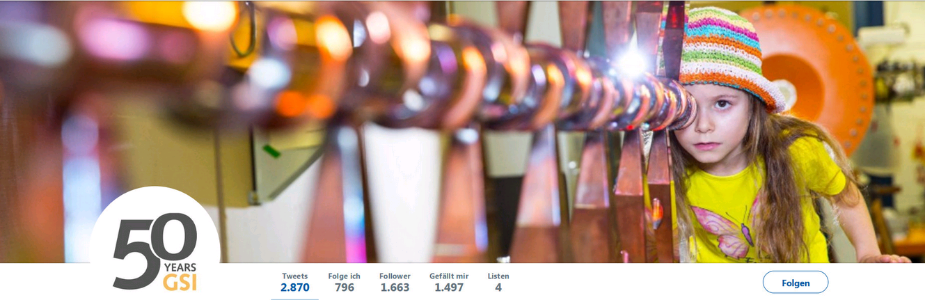 50
YEARS
GSI
Tweets Folge ich Follower Gefällt mir Listen
2.870 796 1.663 1.497 4
Folgen